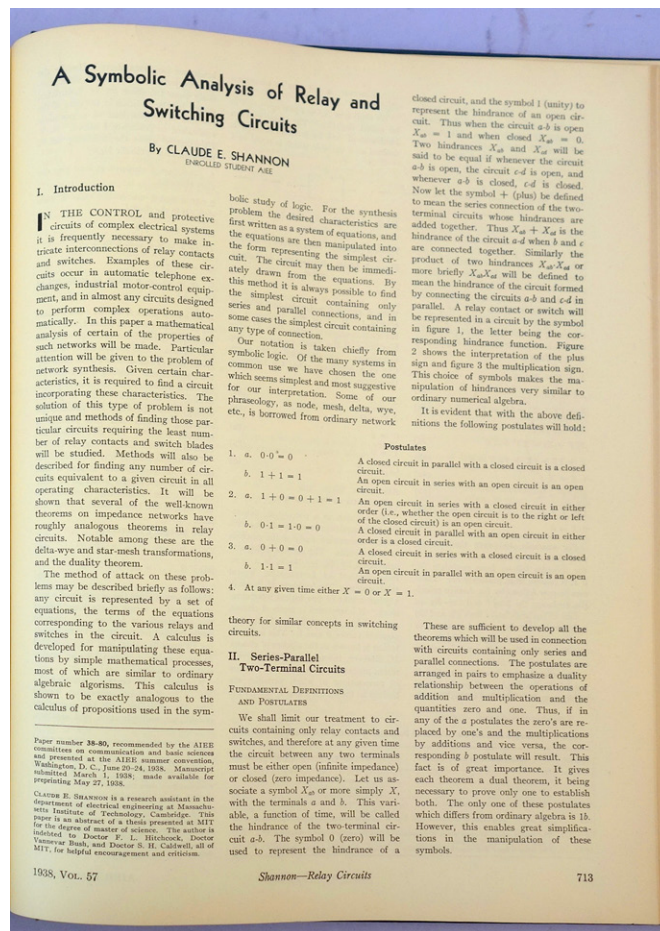 A Symbolic Analysis of Relay and
Switching Circuits
By CLAUDE E. SHANNON
ENROLLED STUDENT AIEE
I. Introduction
IN THE CONTROL and protective
circuits of complex electrical systems
it is frequently necessary to make in-
tricate interconnections of relay contacts
and switches. Examples of these cir-
cuits occur in automatic telephone ex-
changes, industrial motor-control equip-
ment, and in almost any circuits designed
to perform complex operations auto-
matically. In this paper a mathematical
analysis of certain of the properties of
such networks will be made. Particular
attention will be given to the problem of
network synthesis. Given certain char-
acteristics, it is required to find a circuit
incorporating these characteristics. The
solution of this type of problem is not
unique and methods of finding those par-
ticular circuits requiring the least num-
ber of relay contacts and switch blades
will be studied. Methods will also be
described for finding any number of cir-
cuits equivalent to a given circuit in all
operating characteristics. It will be
shown that several of the well-known
theorems on impedance networks have
roughly analogous theorems in relay
circuits. Notable among these are the
delta-wye and star-mesh transformations,
and the duality theorem.
The method of attack on these prob-
lems may be described briefly as follows:
any circuit is represented by a set of
equations, the terms of the equations
corresponding to the various relays and
switches in the circuit. A calculus is
developed for manipulating these equa-
tions by simple mathematical processes,
most of which are similar to ordinary
algebraic algorisms. This calculus is
shown to be exactly analogous to the
calculus of propositions used in the sym-
Paper number 38-80, recommended by the AIEE
committees on communication and basic sciences
and presented at the AIEE summer convention,
Washington, D. C., June 20-24, 1938. Manuscript
submitted March 1, 1938; made available for
preprinting May 27, 1938.
CLAUDE E. SHANNON is a research assistant in the
department of electrical engineering at Massachu-
setts Institute of Technology, Cambridge. This
paper is an abstract of a thesis presented at MIT
for the degree of master of science. The author is
indebted to Doctor F. L. Hitchcock, Doctor
Vannevar Bush, and Doctor S. H. Caldwell, all of
MIT, for helpful encouragement and criticism.
bolic study of logic. For the synthesis
problem the desired characteristics are
first written as a system of equations, and
the equations are then manipulated into
the form representing the simplest cir-
cuit. The circuit may then be immedi-
ately drawn from the equations. By
this method it is always possible to find
the simplest circuit containing only
series and parallel connections, and in
some cases the simplest circuit containing
any type of connection.
Our notation is taken chiefly from
symbolic logic. Of the many systems in
common use we have chosen the one
which seems simplest and most suggestive
for our interpretation. Some of our
phraseology, as node, mesh, delta, wye,
etc., is borrowed from ordinary network
closed circuit, and the symbol 1 (unity) to
represent the hindrance of an open cir-
cuit. Thus when the circuit a-b is open
Xab = 1 and when closed Xab = 0.
Two hindrances Xab and Xcd will be
said to be equal if whenever the circuit
a-b is open, the circuit c-d is open, and
whenever a-b is closed, c-d is closed.
Now let the symbol + (plus) be defined
to mean the series connection of the two-
terminal circuits whose hindrances are
added together. Thus Xab + Xcd is the
hindrance of the circuit a-d when b and c
are connected together. Similarly the
product of two hindrances Xab·Xcd or
more briefly XabXcd will be defined to
mean the hindrance of the circuit formed
by connecting the circuits a-b and c-d in
parallel. A relay contact or switch will
be represented in a circuit by the symbol
in figure 1, the letter being the cor-
responding hindrance function. Figure
2 shows the interpretation of the plus
sign and figure 3 the multiplication sign.
This choice of symbols makes the ma-
nipulation of hindrances very similar to
ordinary numerical algebra.
It is evident that with the above defi-
nitions the following postulates will hold:
Postulates
1. a. 0·0 = 0 A closed circuit in parallel with a closed circuit is a closed
circuit.
b. 1 + 1 = 1 An open circuit in series with an open circuit is an open
circuit.
2. a. 1 + 0 = 0 + 1 = 1 An open circuit in series with a closed circuit in either
order (i.e., whether the open circuit is to the right or left
of the closed circuit) is an open circuit.
b. 0·1 = 1·0 = 0 A closed circuit in parallel with an open circuit in either
order is a closed circuit.
3. a. 0 + 0 = 0 A closed circuit in series with a closed circuit is a closed
circuit.
b. 1·1 = 1 An open circuit in parallel with an open circuit is an open
circuit.
4. At any given time either X = 0 or X = 1.
theory for similar concepts in switching
circuits.
II. Series-Parallel
Two-Terminal Circuits
FUNDAMENTAL DEFINITIONS
AND POSTULATES
We shall limit our treatment to cir-
cuits containing only relay contacts and
switches, and therefore at any given time
the circuit between any two terminals
must be either open (infinite impedance)
or closed (zero impedance). Let us as-
sociate a symbol Xab or more simply X,
with the terminals a and b. This vari-
able, a function of time, will be called
the hindrance of the two-terminal cir-
cuit a-b. The symbol 0 (zero) will be
used to represent the hindrance of a
These are sufficient to develop all the
theorems which will be used in connection
with circuits containing only series and
parallel connections. The postulates are
arranged in pairs to emphasize a duality
relationship between the operations of
addition and multiplication and the
quantities zero and one. Thus, if in
any of the a postulates the zero's are re-
placed by one's and the multiplications
by additions and vice versa, the cor-
responding b postulate will result. This
fact is of great importance. It gives
each theorem a dual theorem, it being
necessary to prove only one to establish
both. The only one of these postulates
which differs from ordinary algebra is 1b.
However, this enables great simplifica-
tions in the manipulation of these
symbols.
1938, VOL. 57
Shannon—Relay Circuits
713